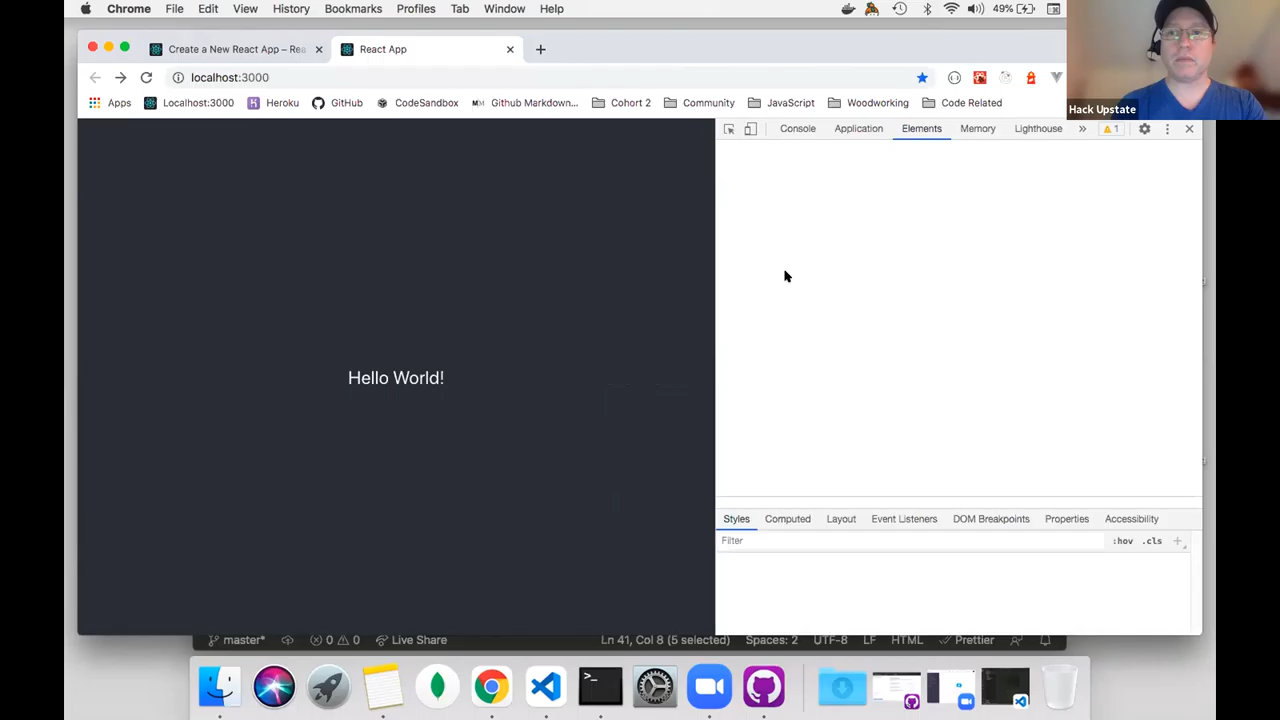 Chrome File Edit View History Bookmarks Profiles Tab Window Help 49%
Hack Upstate
Create a New React App – Rea
React App
localhost:3000
Apps Localhost:3000 Heroku GitHub CodeSandbox Github Markdown... Cohort 2 Community JavaScript Woodworking Code Related
Console Application Elements Memory Lighthouse » 1
Hello World!
Styles Computed Layout Event Listeners DOM Breakpoints Properties Accessibility
Filter :hov .cls +
master* 0 0 Live Share Ln 41, Col 8 (5 selected) Spaces: 2 UTF-8 LF HTML Prettier
>_